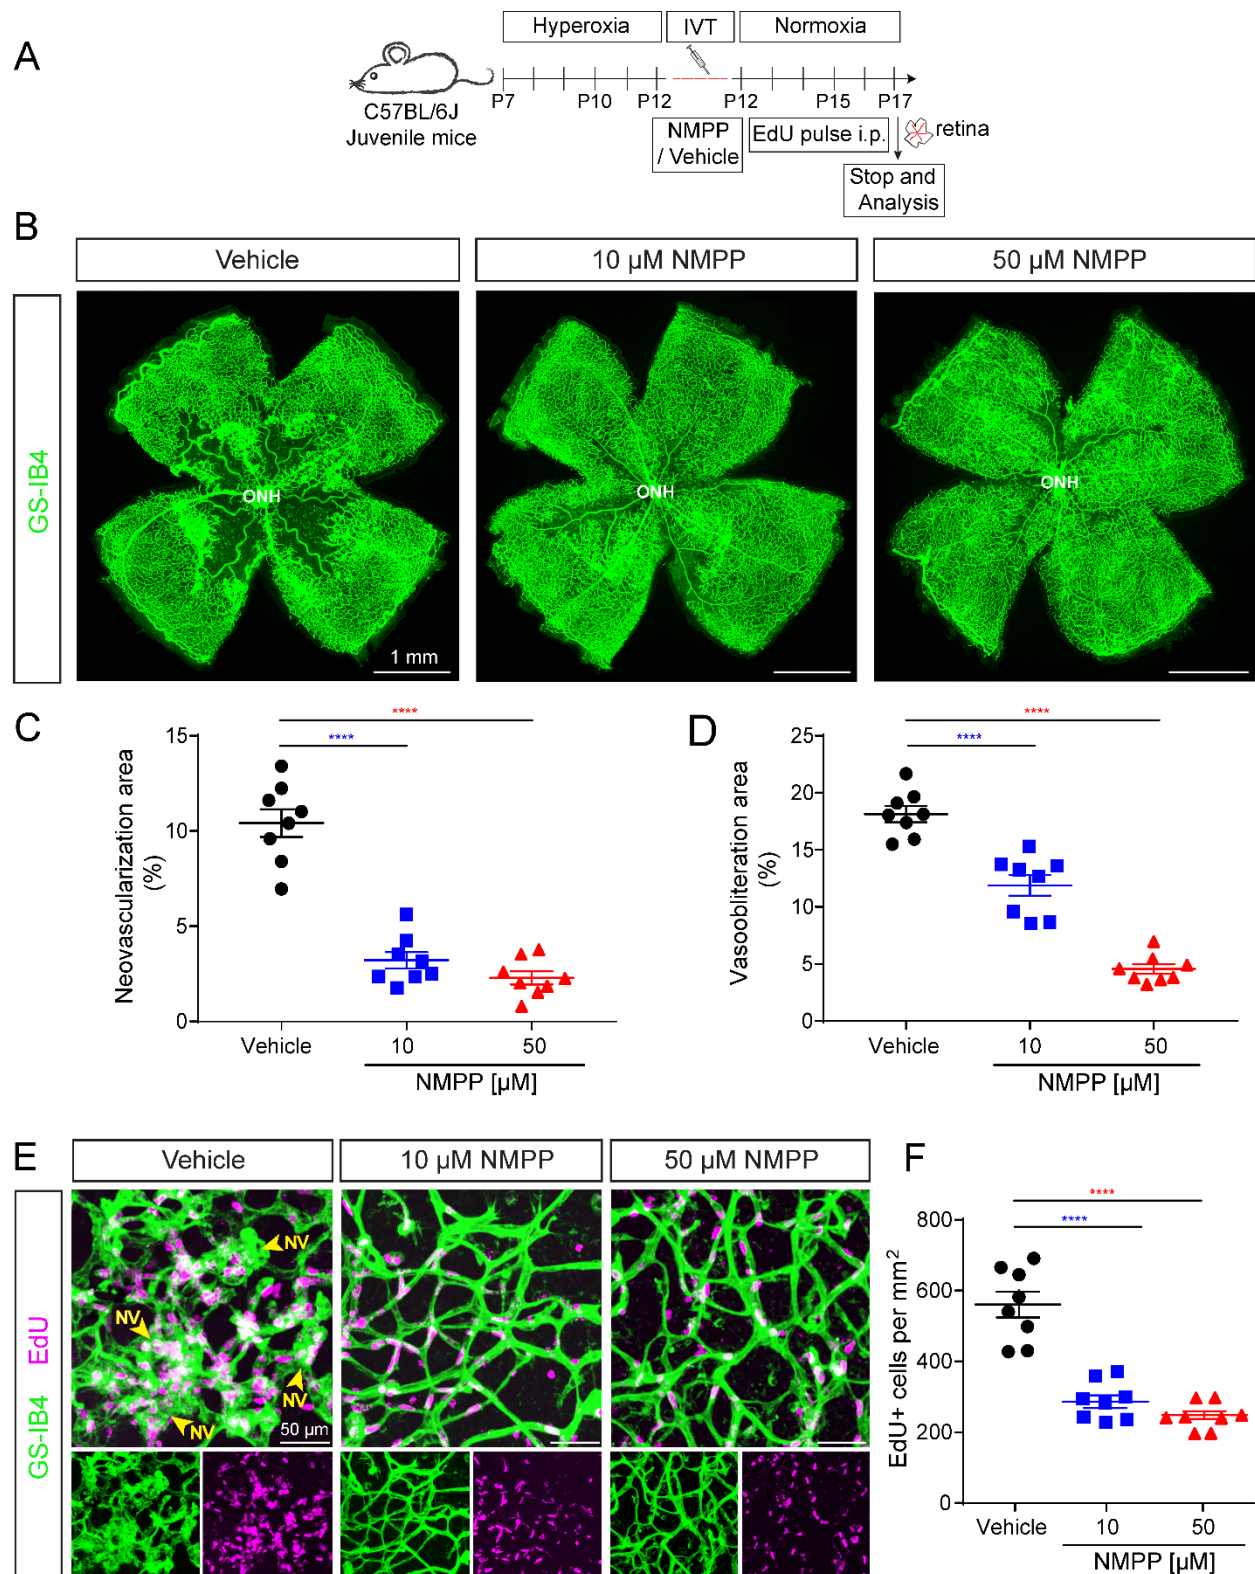 A
Hyperoxia
IVT
Normoxia
P7
P10
P12
P12
P15
P17
C57BL/6J
Juvenile mice
NMPP
/ Vehicle
EdU pulse i.p.
retina
Stop and
Analysis
B
Vehicle
10 µM NMPP
50 µM NMPP
GS-IB4
ONH
ONH
ONH
1 mm
C
Neovascularization area
(%)
15
10
5
0
****
****
Vehicle
10
50
NMPP [µM]
D
Vasoobliteration area
(%)
25
20
15
10
5
0
****
****
Vehicle
10
50
NMPP [µM]
E
Vehicle
10 µM NMPP
50 µM NMPP
GS-IB4 EdU
NV
NV
NV
NV
50 µm
F
EdU+ cells per mm²
800
600
400
200
0
****
****
Vehicle
10
50
NMPP [µM]